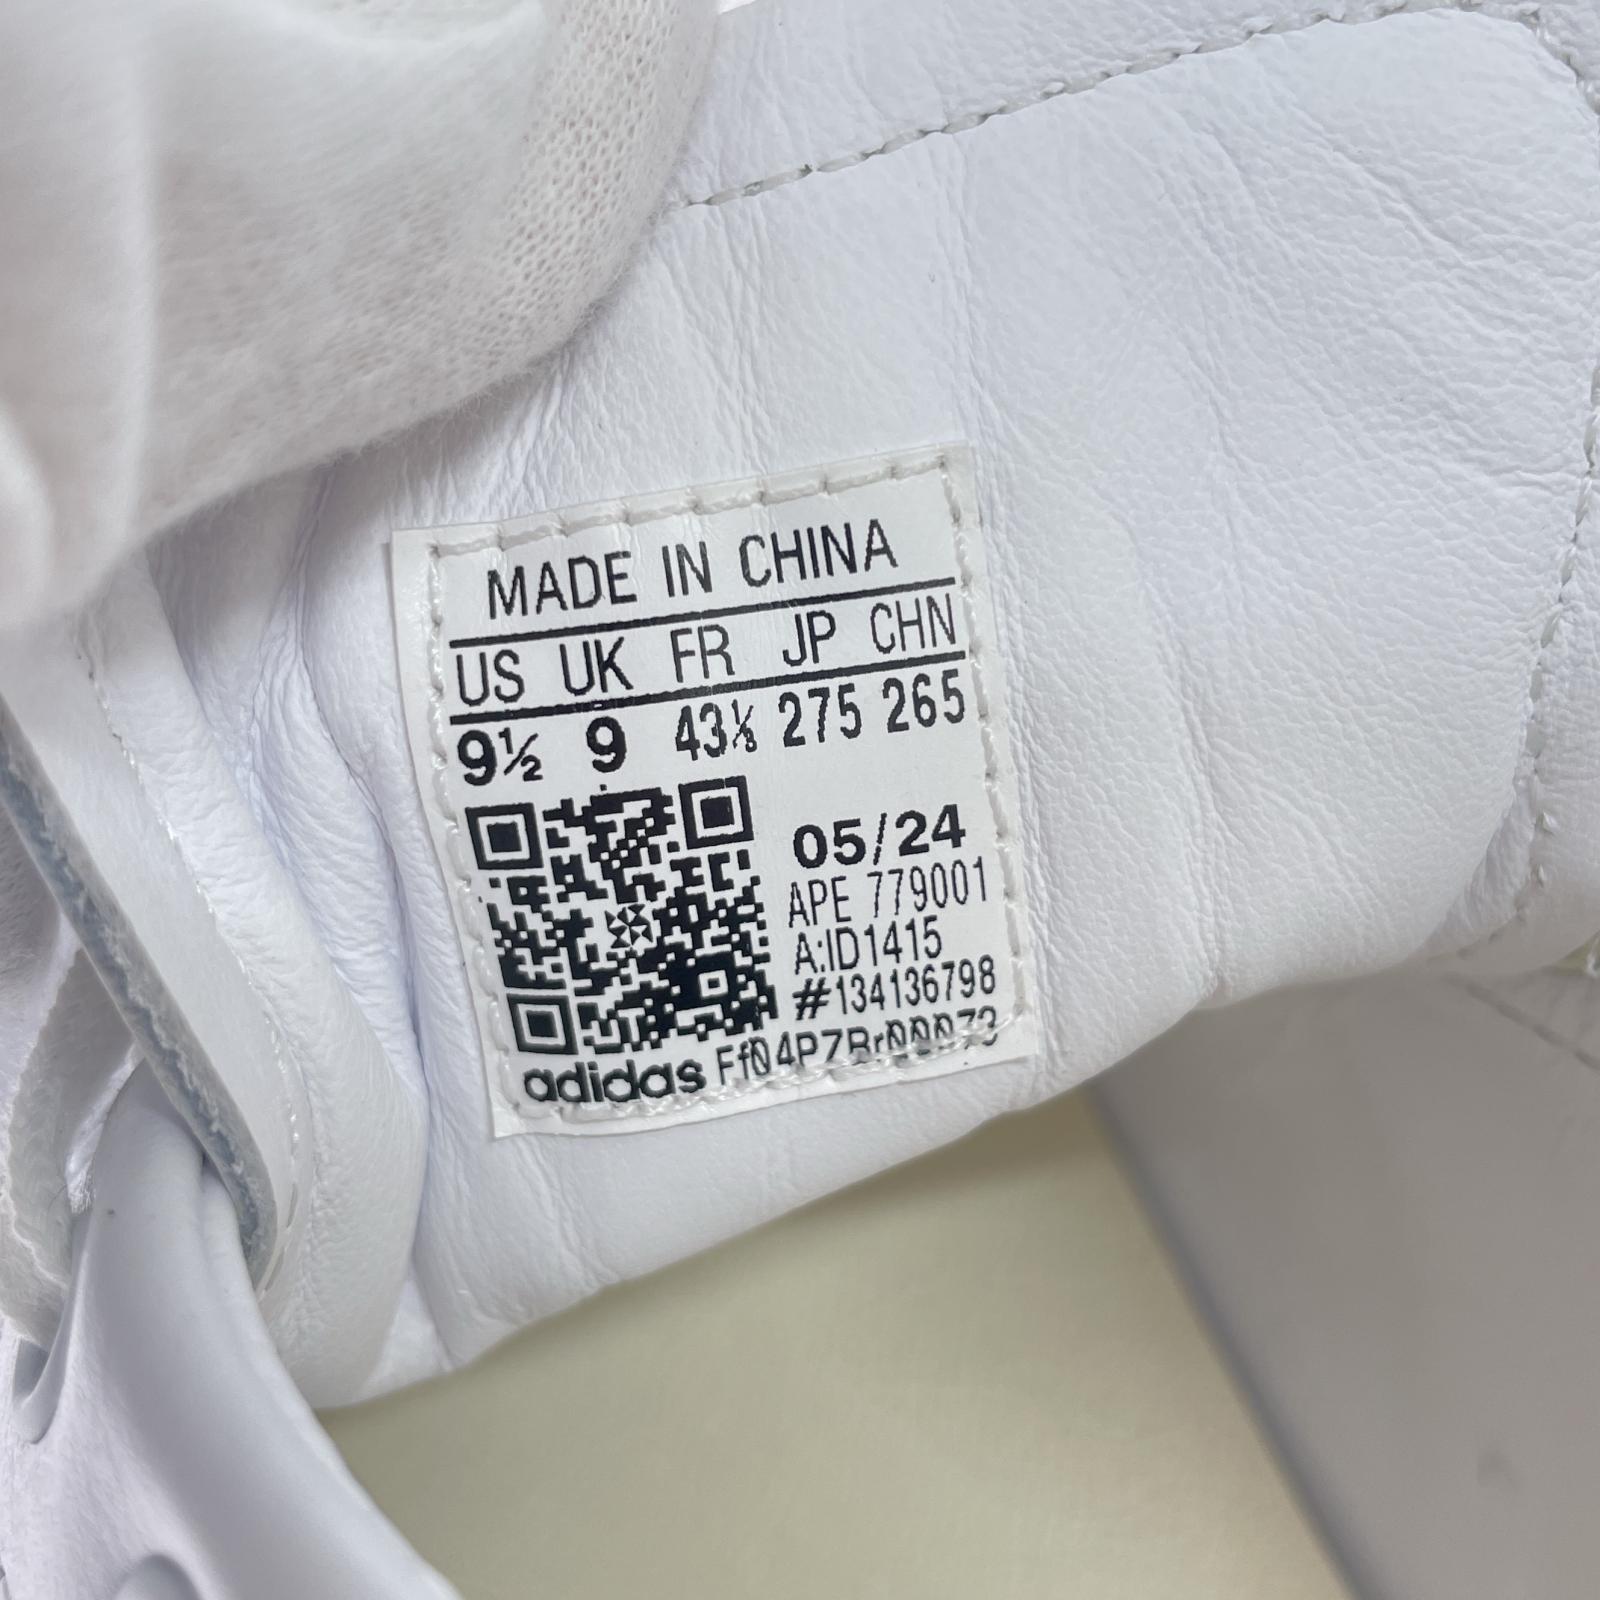 MADE IN CHINA
US UK FR JP CHN
9½ 9 43⅓ 275 265
05/24
APE 779001
A:ID1415
#134136798
adidas Ff04PZBr00073